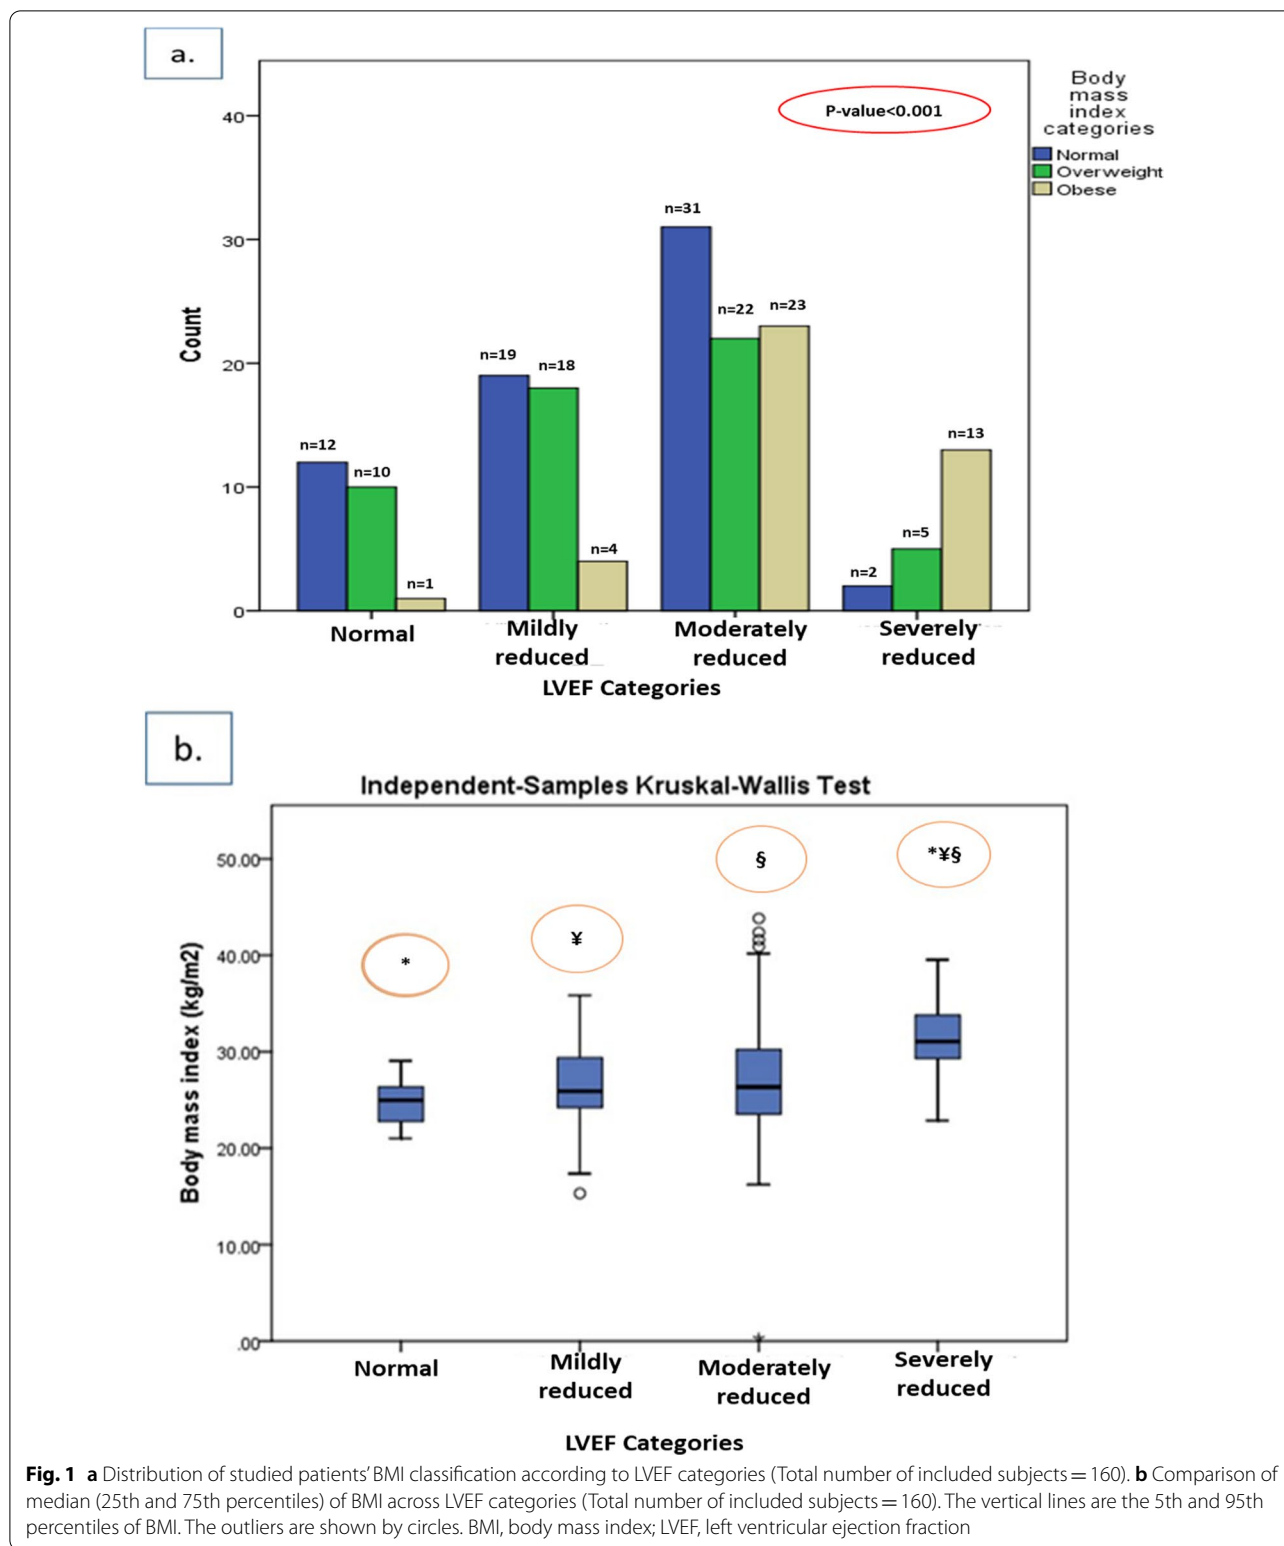 a.
P-value<0.001
Body
mass
index
categories
Normal
Overweight
Obese
Count
40
30
20
10
0
n=12
n=10
n=1
n=19
n=18
n=4
n=31
n=22
n=23
n=2
n=5
n=13
Normal
Mildly
reduced
Moderately
reduced
Severely
reduced
LVEF Categories
b.
Independent-Samples Kruskal-Wallis Test
Body mass index (kg/m2)
50.00
40.00
30.00
20.00
10.00
.00
*
¥
§
*¥§
Normal
Mildly
reduced
Moderately
reduced
Severely
reduced
LVEF Categories
Fig. 1 a Distribution of studied patients' BMI classification according to LVEF categories (Total number of included subjects = 160). b Comparison of
median (25th and 75th percentiles) of BMI across LVEF categories (Total number of included subjects = 160). The vertical lines are the 5th and 95th
percentiles of BMI. The outliers are shown by circles. BMI, body mass index; LVEF, left ventricular ejection fraction